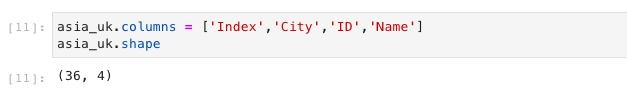 [11]: asia_uk.columns = ['Index','City','ID','Name']
asia_uk.shape
[11]: (36, 4)